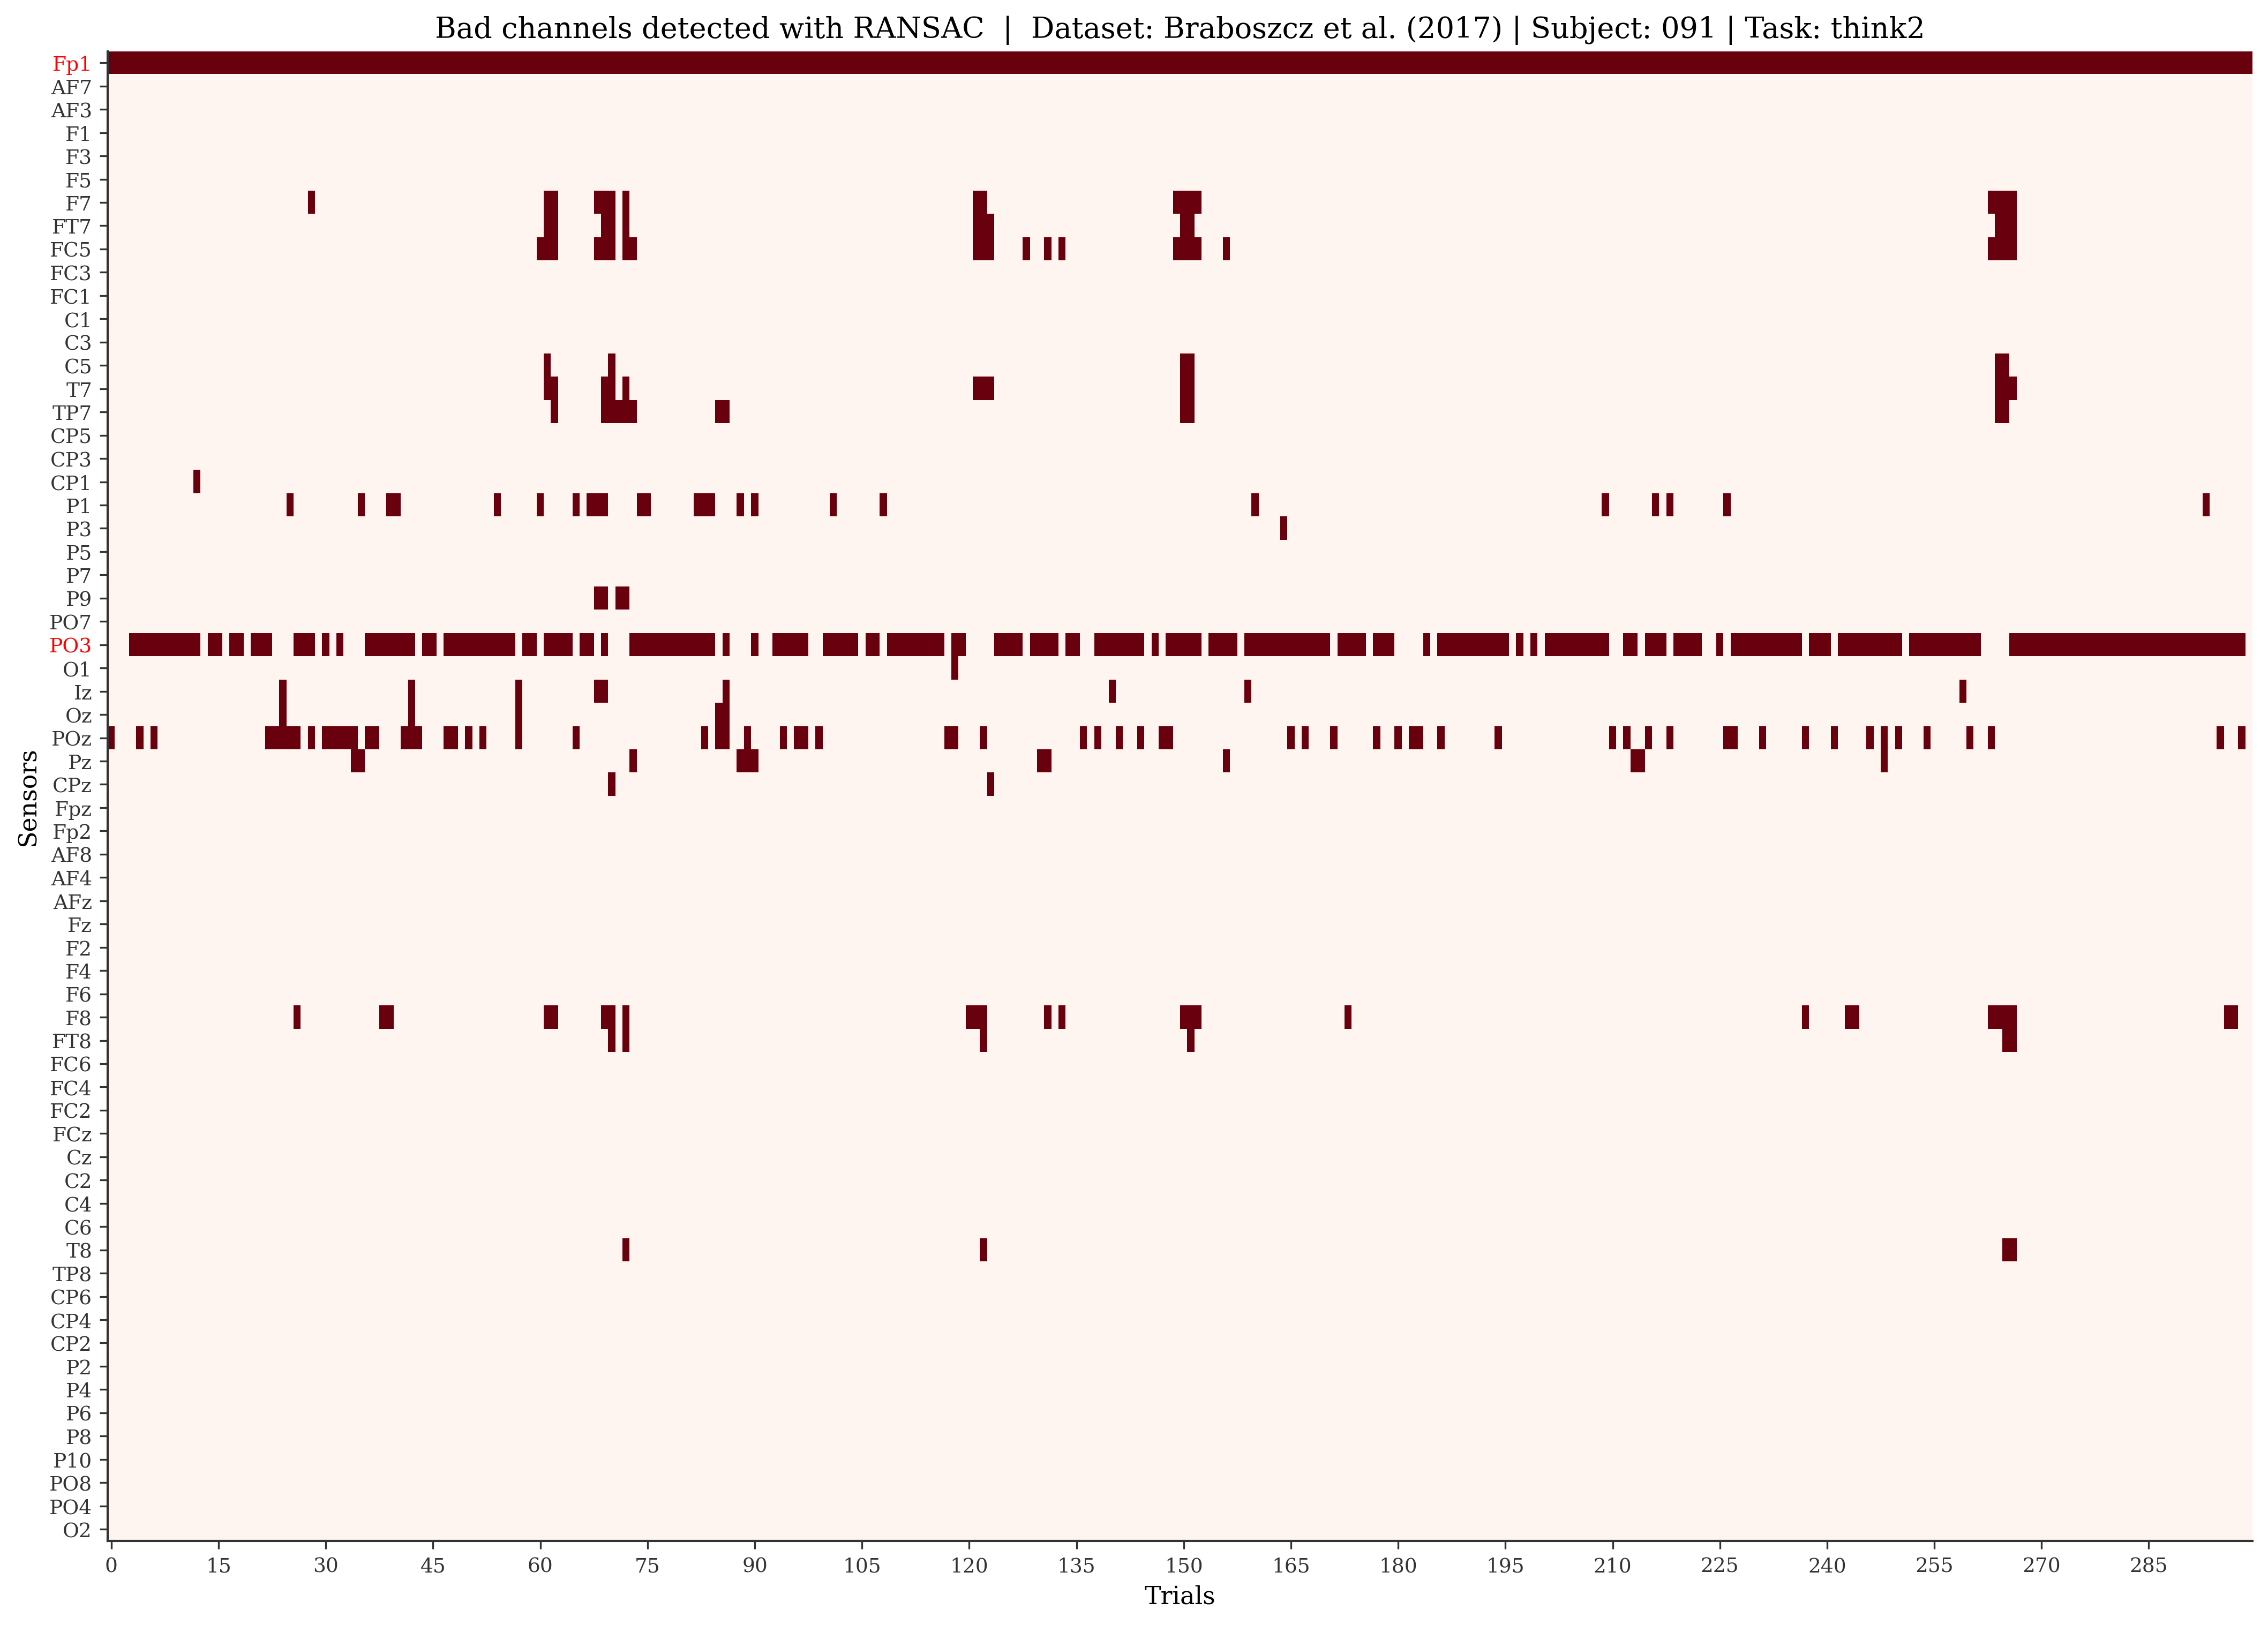 Bad channels detected with RANSAC | Dataset: Braboszcz et al. (2017) | Subject: 091 | Task: think2
Sensors
Fp1
AF7
AF3
F1
F3
F5
F7
FT7
FC5
FC3
FC1
C1
C3
C5
T7
TP7
CP5
CP3
CP1
P1
P3
P5
P7
P9
PO7
PO3
O1
Iz
Oz
POz
Pz
CPz
Fpz
Fp2
AF8
AF4
AFz
Fz
F2
F4
F6
F8
FT8
FC6
FC4
FC2
FCz
Cz
C2
C4
C6
T8
TP8
CP6
CP4
CP2
P2
P4
P6
P8
P10
PO8
PO4
O2
0 15 30 45 60 75 90 105 120 135 150 165 180 195 210 225 240 255 270 285
Trials